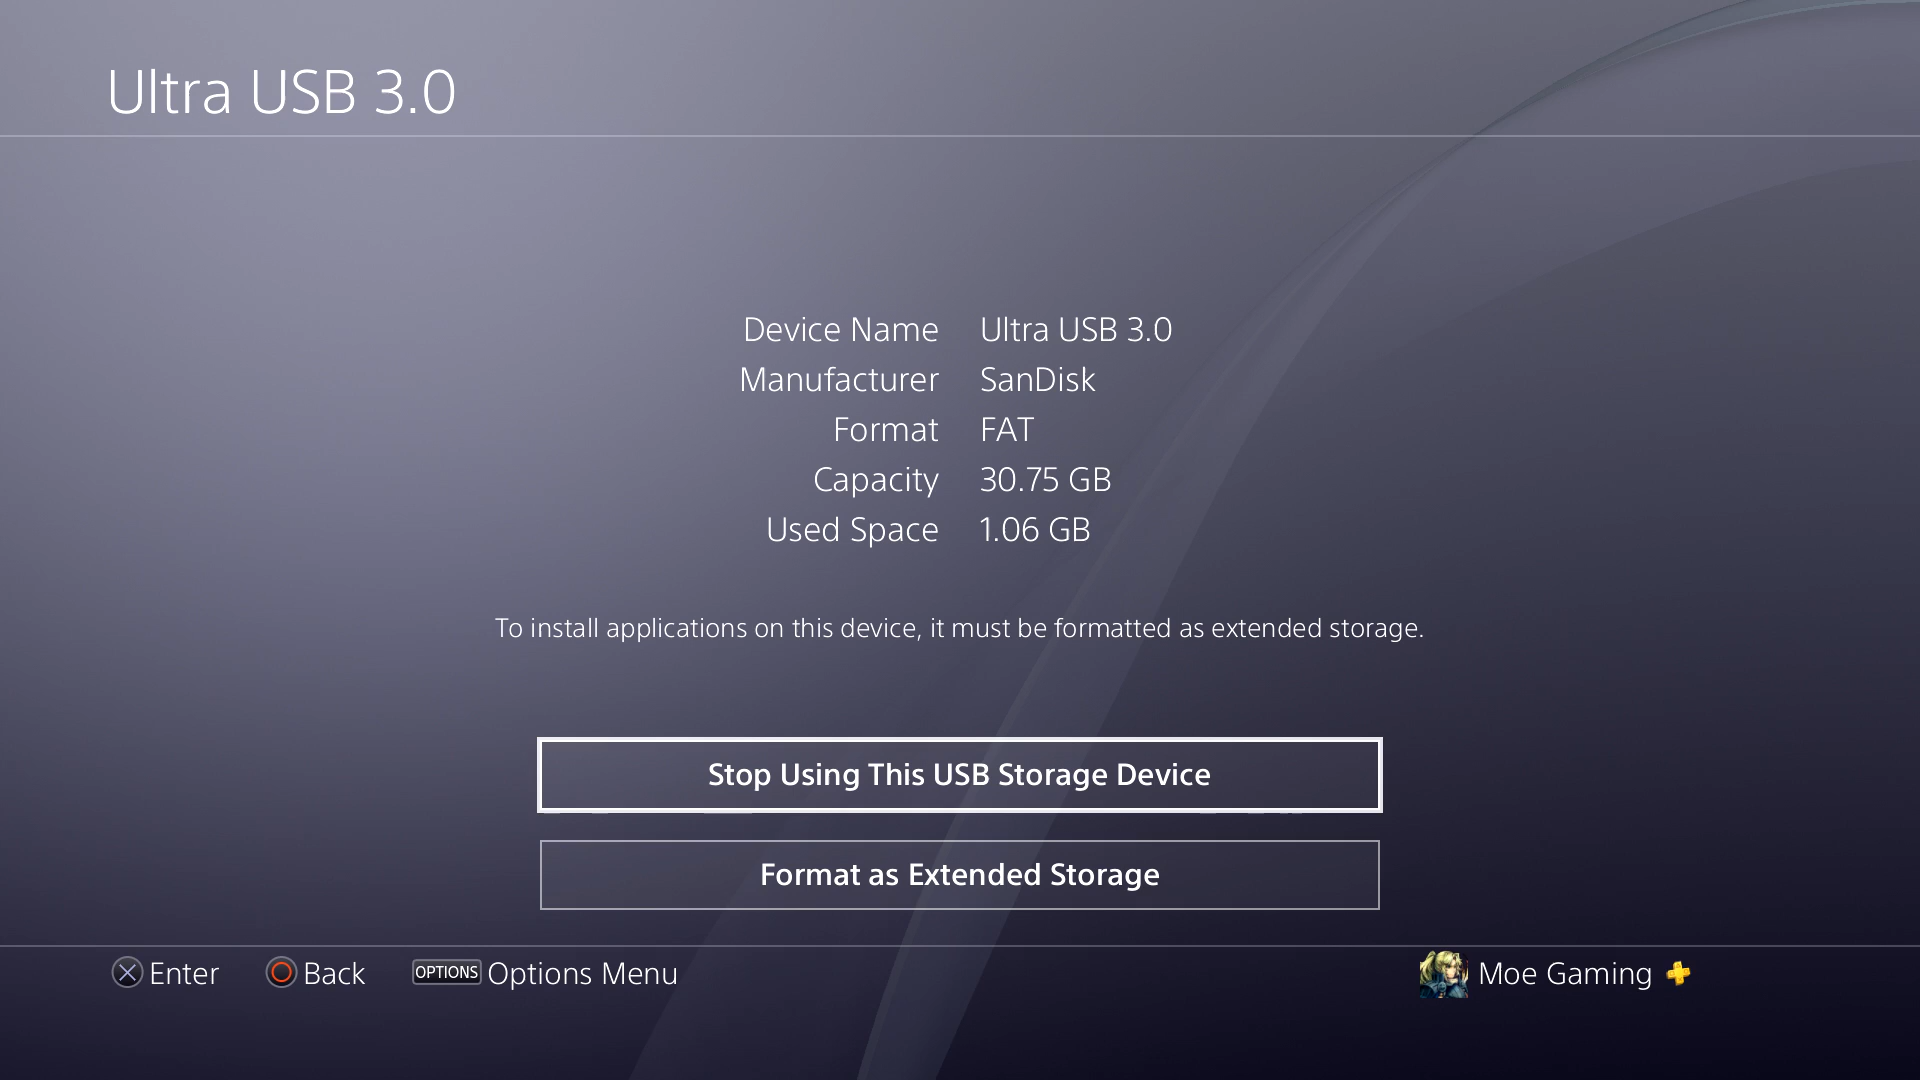 Ultra USB 3.0
Device Name Ultra USB 3.0
Manufacturer SanDisk
Format FAT
Capacity 30.75 GB
Used Space 1.06 GB
To install applications on this device, it must be formatted as extended storage.
Stop Using This USB Storage Device
Format as Extended Storage
Enter Back OPTIONS Options Menu Moe Gaming